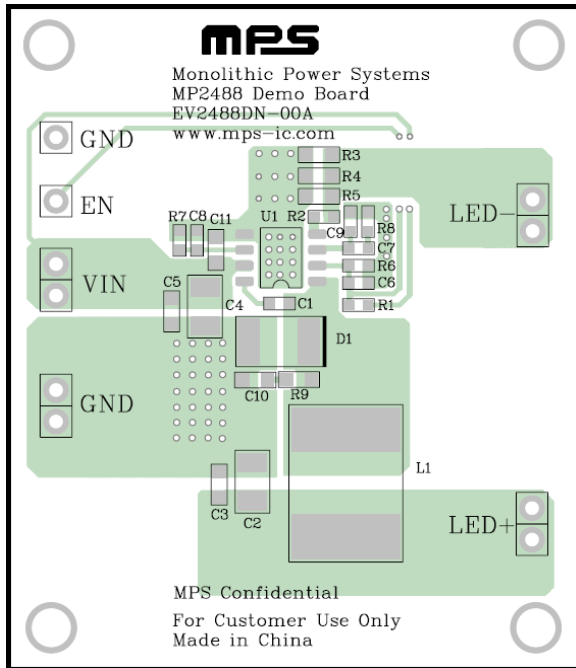 mps
Monolithic Power Systems
MP2488 Demo Board
EV2488DN-00A
www.mps-ic.com
GND
EN
VIN
GND
R3
R4
R5
U1
R2
R7
C8
C11
C9
R8
C7
R6
C6
R1
C5
C4
C1
D1
C10
R9
LED-
L1
C3
C2
LED+
MPS Confidential
For Customer Use Only
Made in China